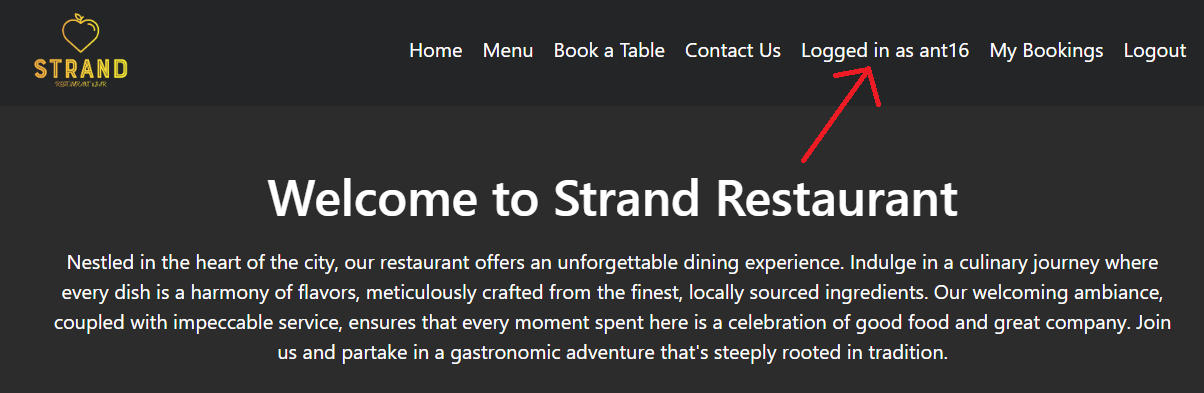 STRAND
RESTAURANT & BAR
Home Menu Book a Table Contact Us Logged in as ant16 My Bookings Logout
Welcome to Strand Restaurant
Nestled in the heart of the city, our restaurant offers an unforgettable dining experience. Indulge in a culinary journey where
every dish is a harmony of flavors, meticulously crafted from the finest, locally sourced ingredients. Our welcoming ambiance,
coupled with impeccable service, ensures that every moment spent here is a celebration of good food and great company. Join
us and partake in a gastronomic adventure that's steeply rooted in tradition.